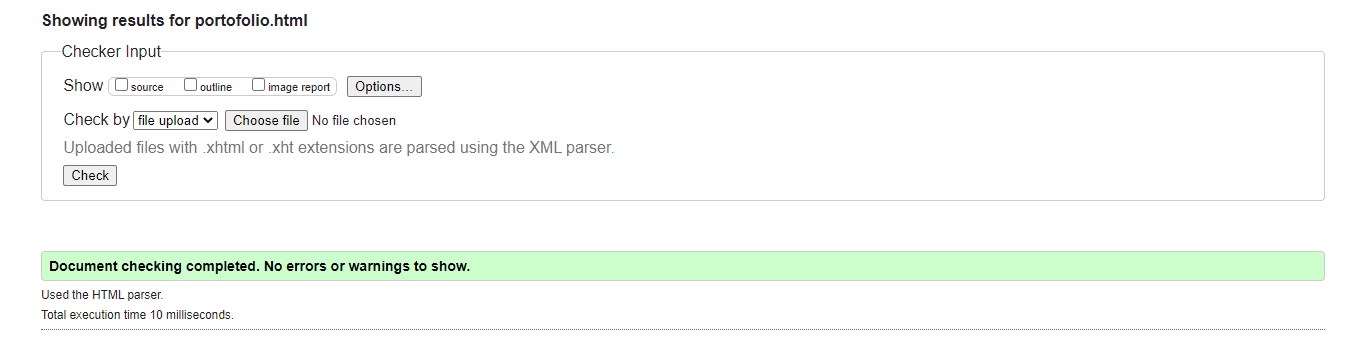 Showing results for portofolio.html
Checker Input
Show source outline image report Options...
Check by file upload Choose file No file chosen
Uploaded files with .xhtml or .xht extensions are parsed using the XML parser.
Check
Document checking completed. No errors or warnings to show.
Used the HTML parser.
Total execution time 10 milliseconds.